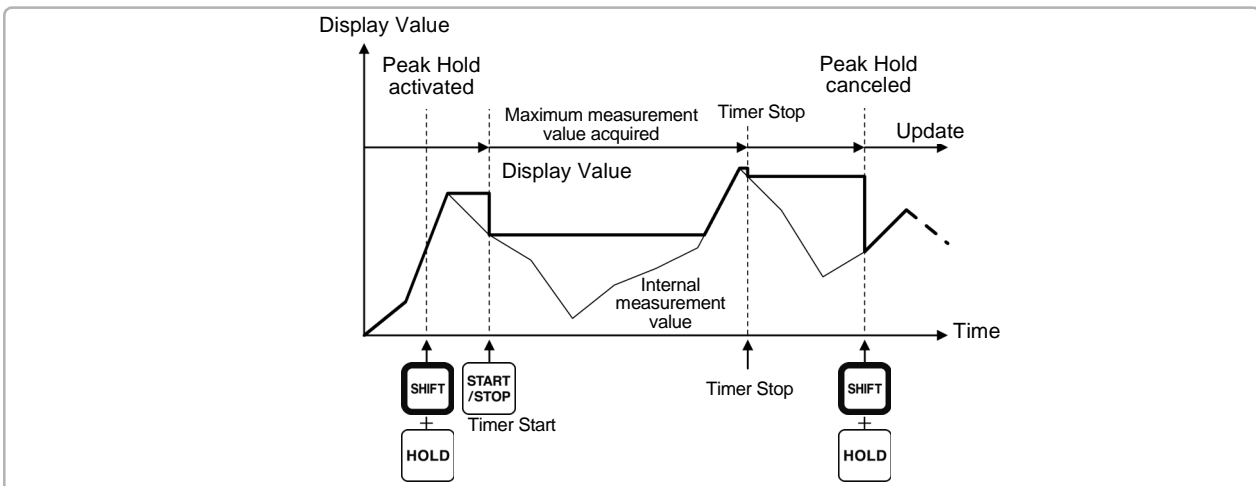 Display Value
Peak Hold
activated
Peak Hold
canceled
Maximum measurement
value acquired
Timer Stop
Update
Display Value
Internal
measurement
value
Time
SHIFT
+
HOLD
START
/STOP
Timer Start
Timer Stop
SHIFT
+
HOLD